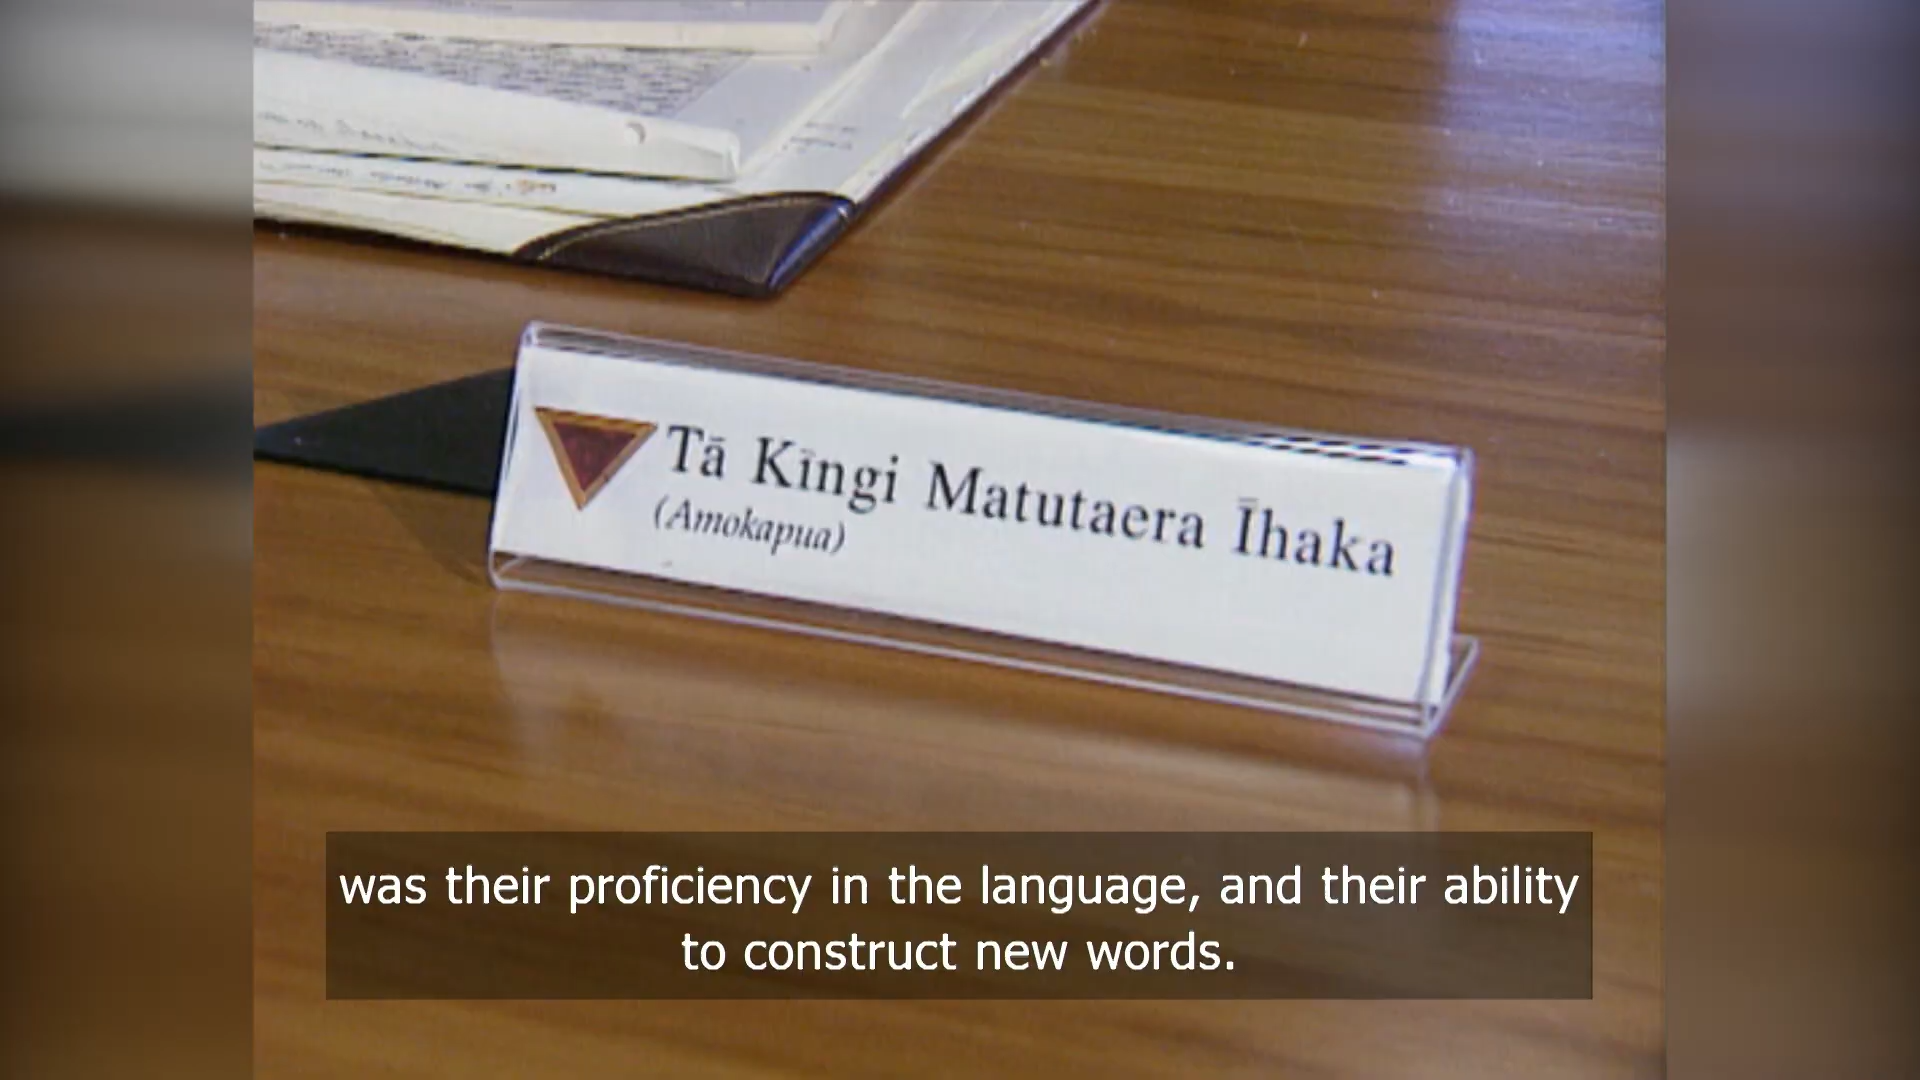 Tā Kīngi Matutaera Īhaka
(Amokapua)
was their proficiency in the language, and their ability
to construct new words.